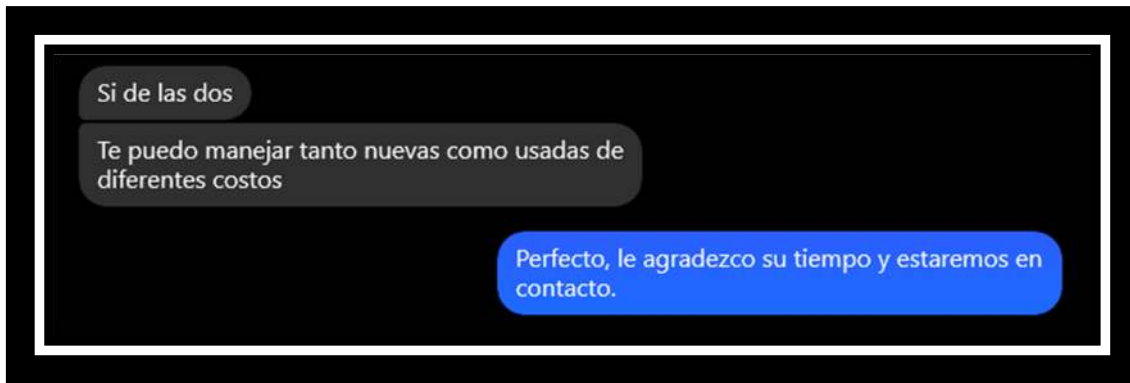 Si de las dos
Te puedo manejar tanto nuevas como usadas de
diferentes costos
Perfecto, le agradezco su tiempo y estaremos en
contacto.